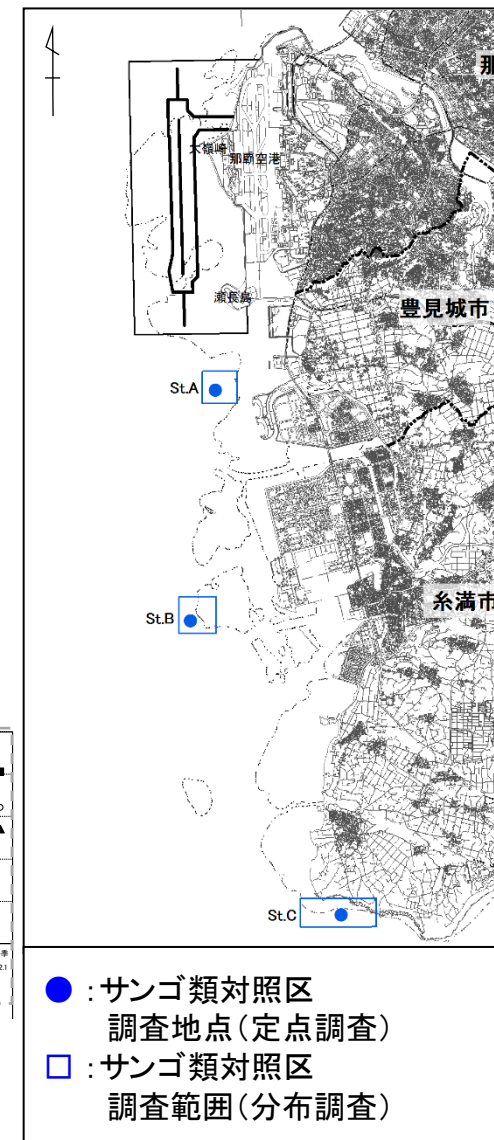 那
大嶺崎
那覇空港
瀬長島
豊見城市
St.A
St.B
糸満市
St.C
● :サンゴ類対照区
調査地点(定点調査)
□ :サンゴ類対照区
調査範囲(分布調査)